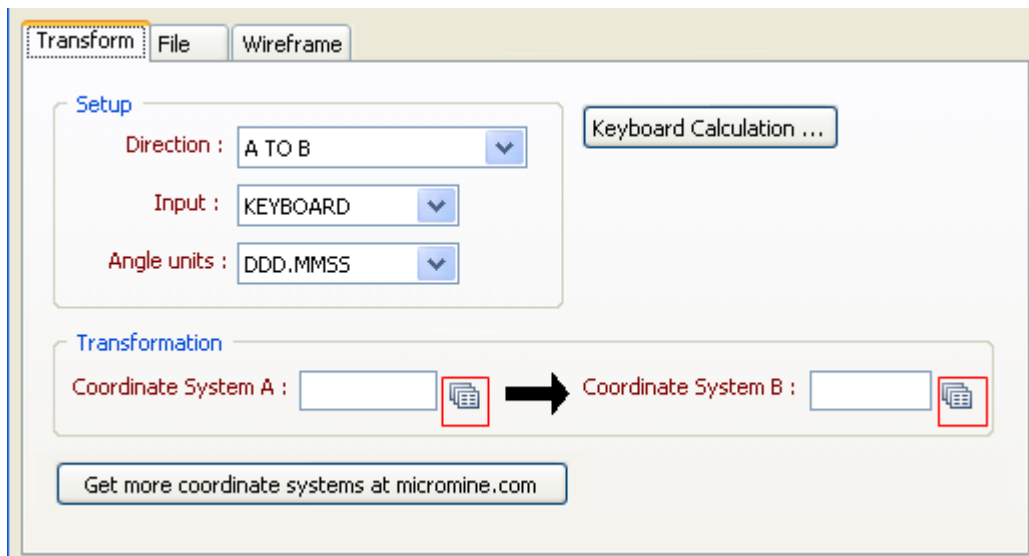 Transform File Wireframe
Setup
Direction : A TO B
Keyboard Calculation ...
Input : KEYBOARD
Angle units : DDD.MMSS
Transformation
Coordinate System A : Coordinate System B :
Get more coordinate systems at micromine.com